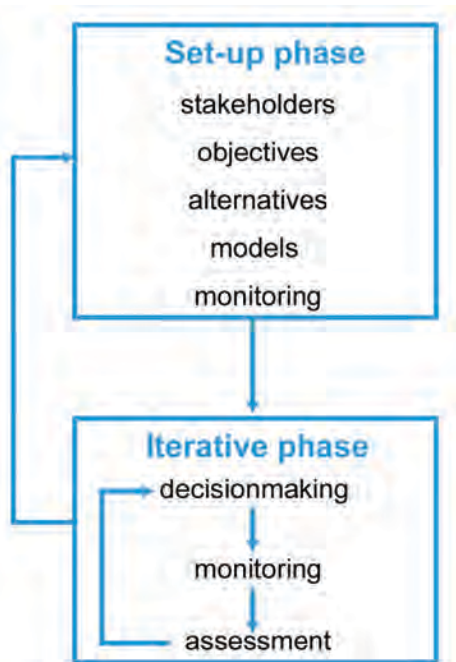 Set-up phase
stakeholders
objectives
alternatives
models
monitoring
Iterative phase
decisionmaking
monitoring
assessment